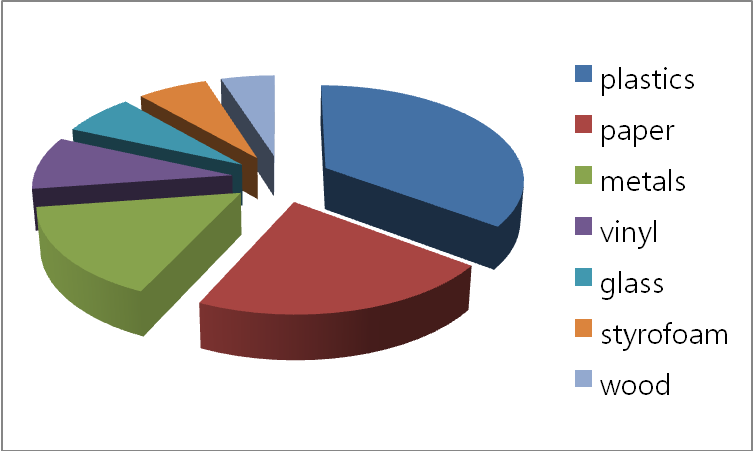 plastics
paper
metals
vinyl
glass
styrofoam
wood